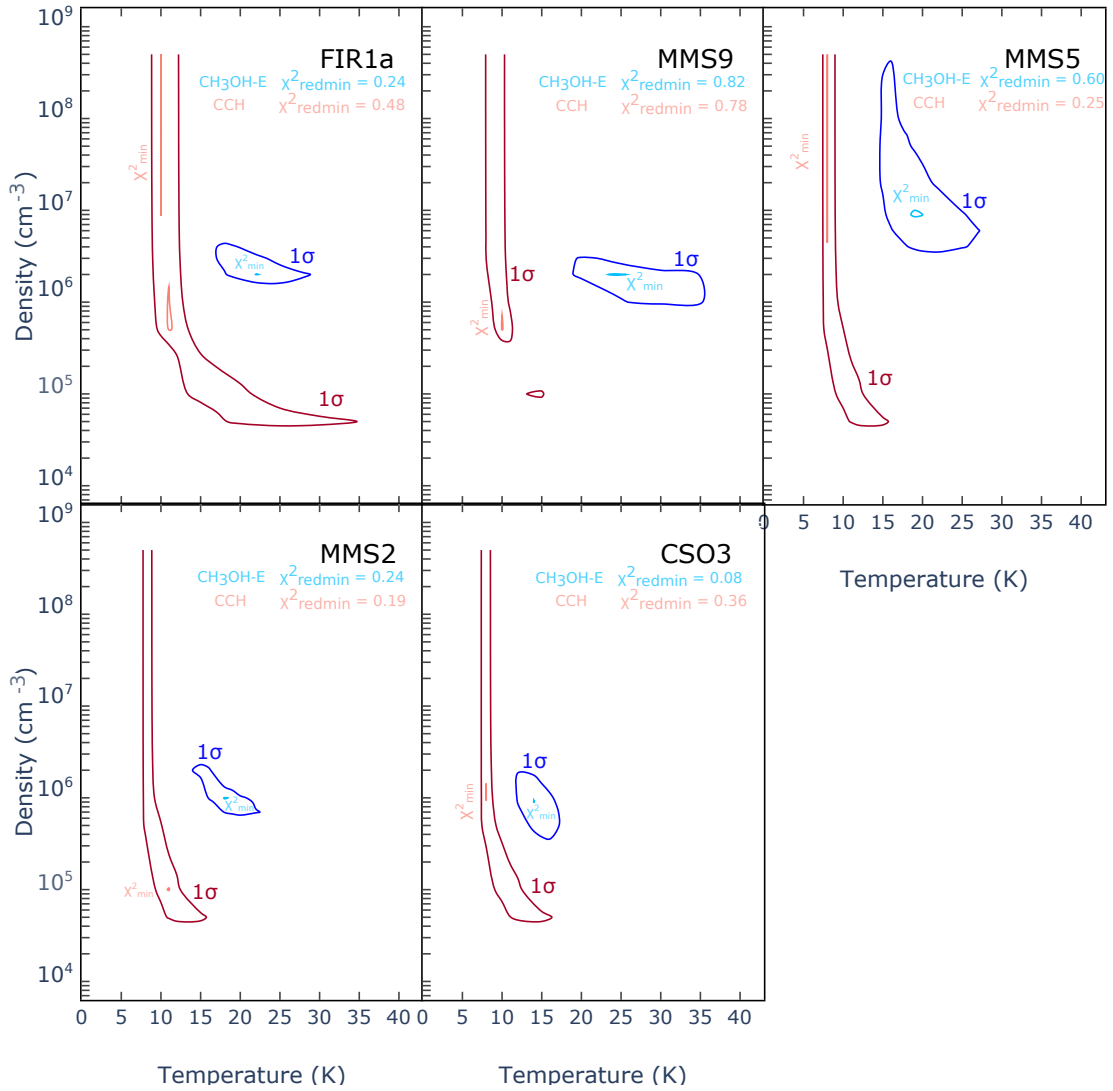 10⁹
FIR1a
MMS9
MMS5
CH₃OH-E χ²redmin = 0.24
CCH χ²redmin = 0.48
CH₃OH-E χ²redmin = 0.82
CCH χ²redmin = 0.78
CH₃OH-E χ²redmin = 0.60
CCH χ²redmin = 0.25
10⁸
χ²min
χ²min
10⁷
χ²min
1σ
Density (cm⁻³)
1σ
χ²min
1σ
χ²min
10⁶
1σ
χ²min
10⁵
1σ
1σ
10⁴
10⁹
0 5 10 15 20 25 30 35 40
Temperature (K)
MMS2
CSO3
CH₃OH-E χ²redmin = 0.24
CCH χ²redmin = 0.19
CH₃OH-E χ²redmin = 0.08
CCH χ²redmin = 0.36
10⁸
10⁷
Density (cm⁻³)
1σ
1σ
10⁶
χ²min
χ²min
χ²min
10⁵
χ²min
1σ
1σ
10⁴
0 5 10 15 20 25 30 35 40
0 5 10 15 20 25 30 35 40
Temperature (K)
Temperature (K)